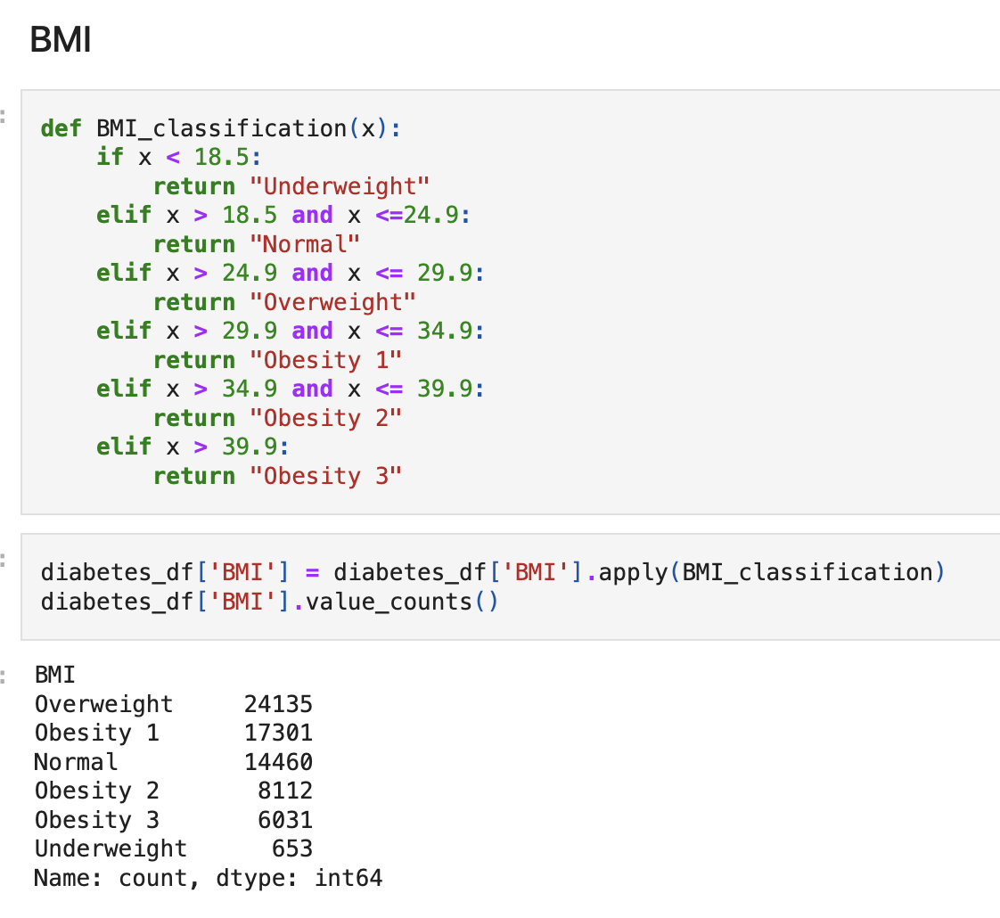 BMI
def BMI_classification(x):
    if x < 18.5:
        return "Underweight"
    elif x > 18.5 and x <=24.9:
        return "Normal"
    elif x > 24.9 and x <= 29.9:
        return "Overweight"
    elif x > 29.9 and x <= 34.9:
        return "Obesity 1"
    elif x > 34.9 and x <= 39.9:
        return "Obesity 2"
    elif x > 39.9:
        return "Obesity 3"
diabetes_df['BMI'] = diabetes_df['BMI'].apply(BMI_classification)
diabetes_df['BMI'].value_counts()
BMI
Overweight     24135
Obesity 1      17301
Normal         14460
Obesity 2       8112
Obesity 3       6031
Underweight      653
Name: count, dtype: int64